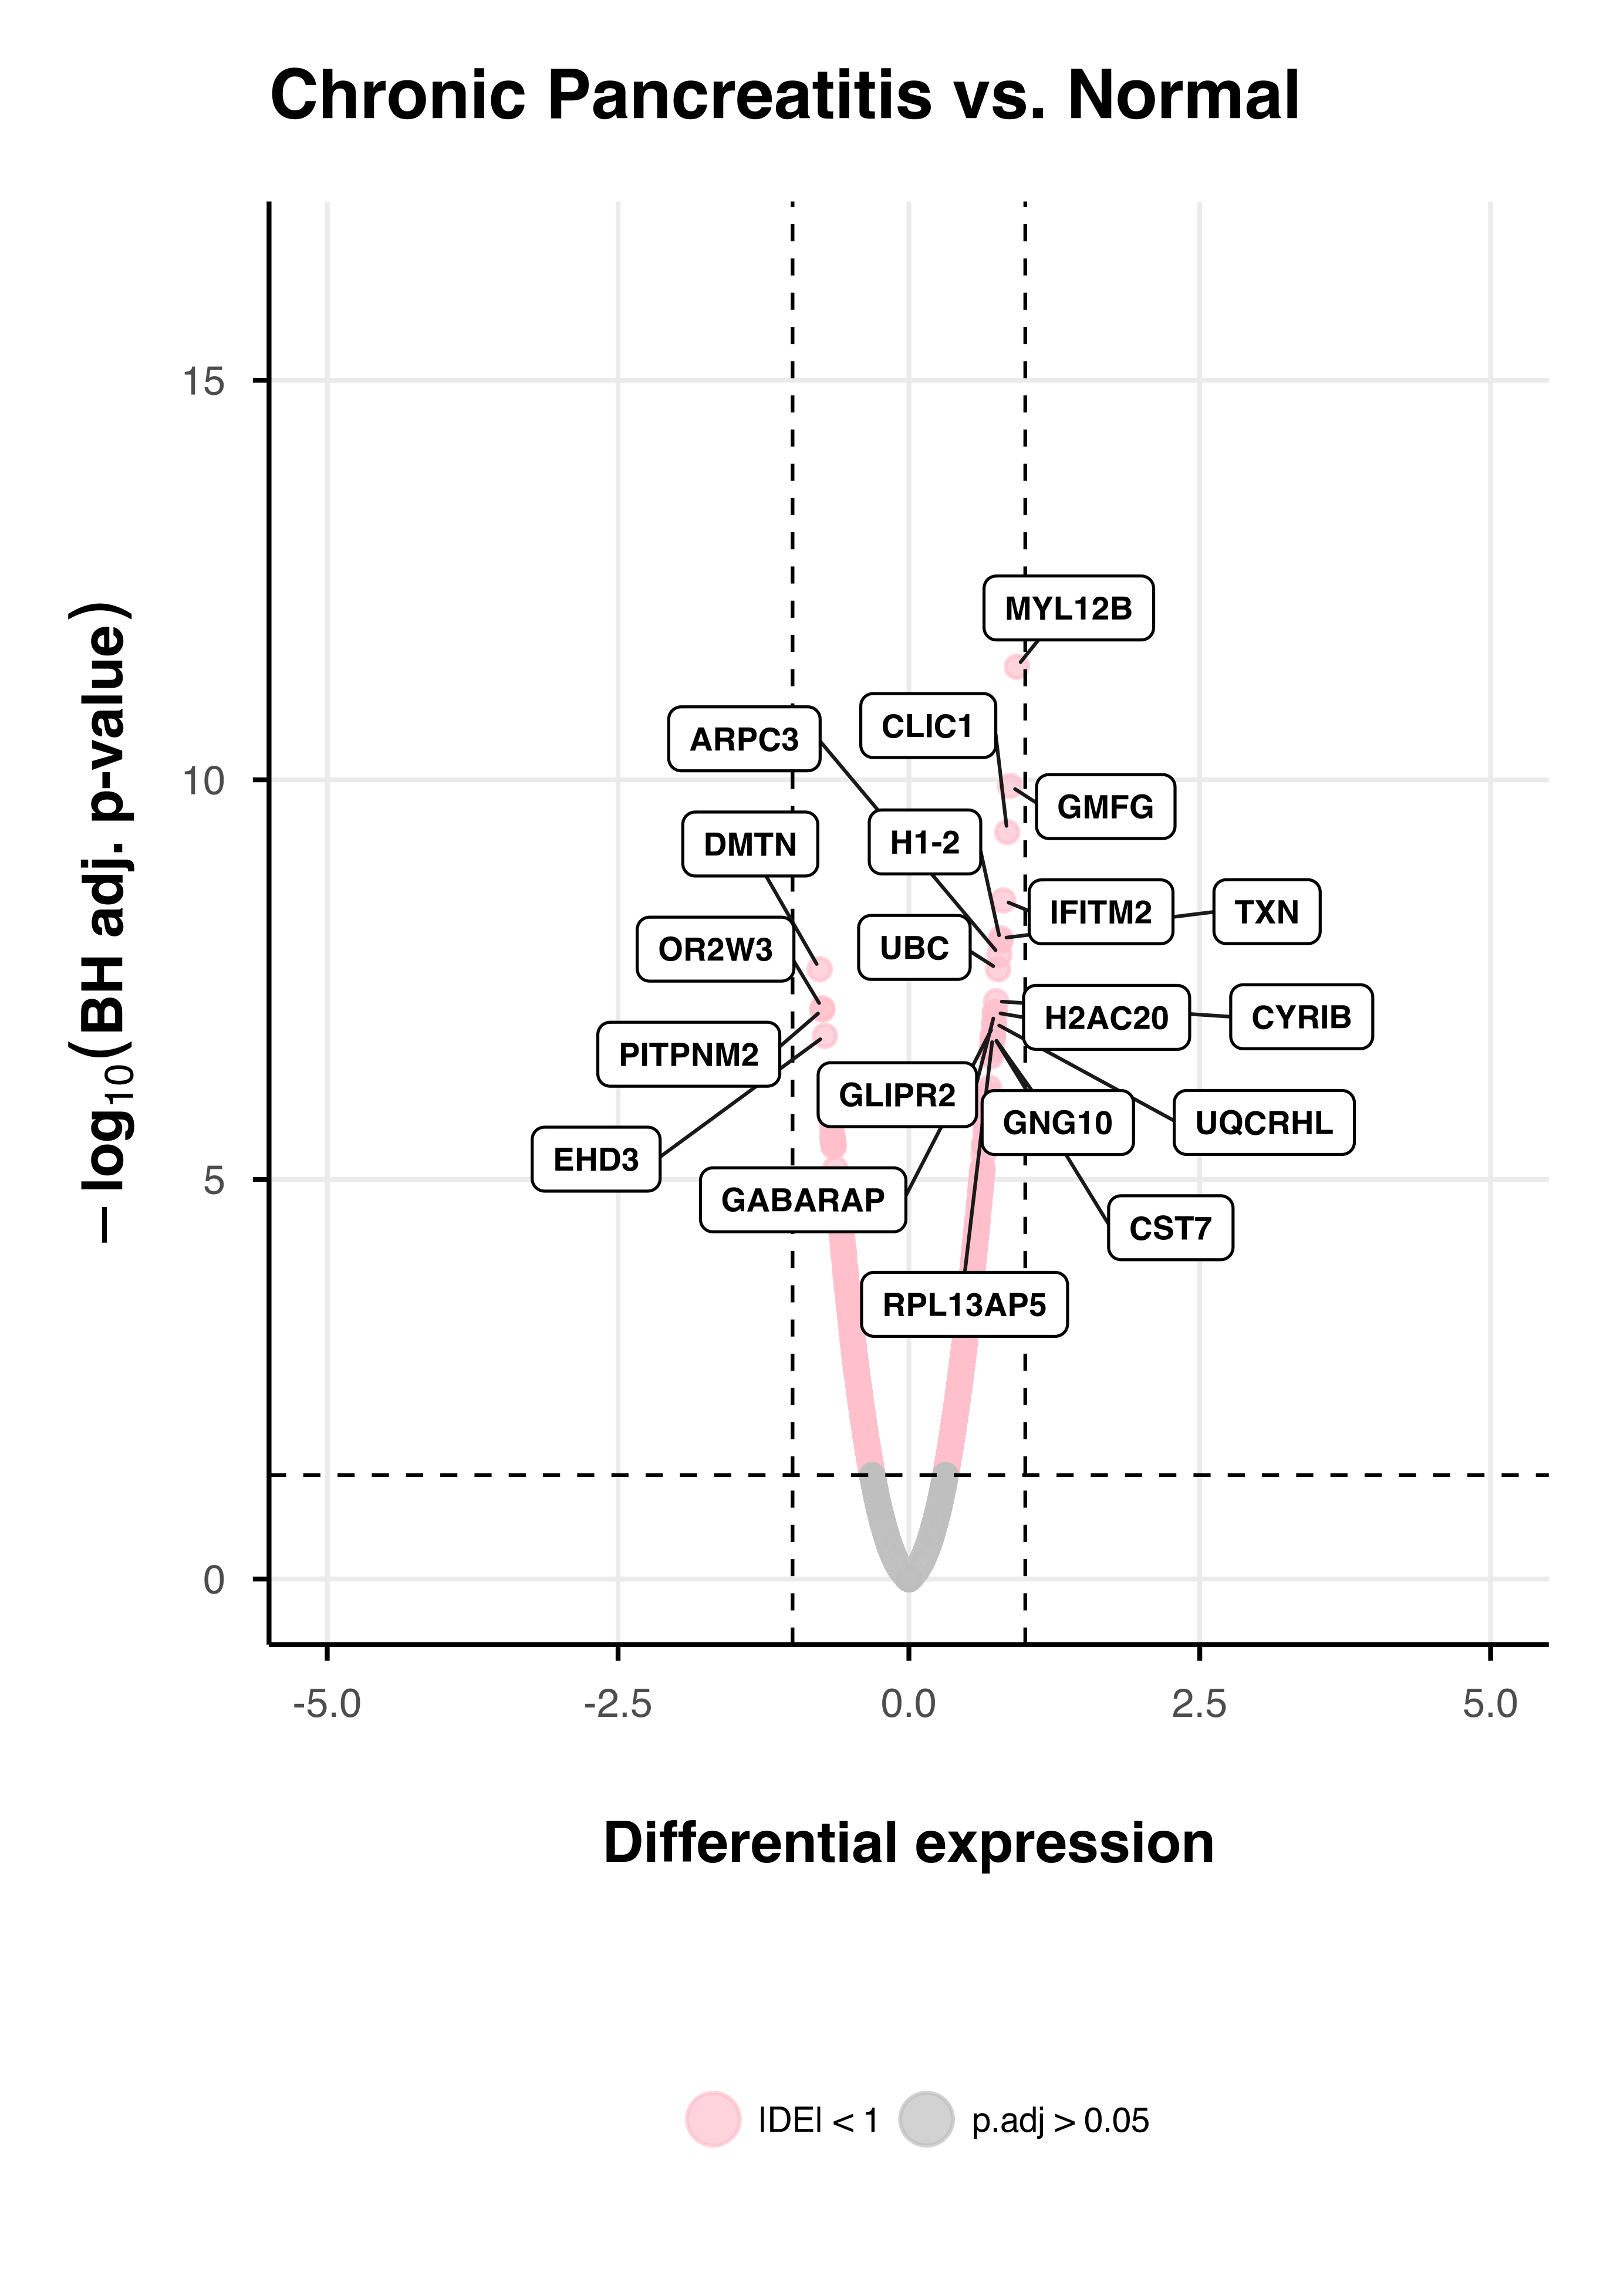 Chronic Pancreatitis vs. Normal
− log10(BH adj. p-value)
15
10
5
0
MYL12B
CLIC1
ARPC3
GMFG
H1-2
DMTN
IFITM2
TXN
UBC
OR2W3
H2AC20
CYRIB
PITPNM2
GLIPR2
GNG10
UQCRHL
EHD3
GABARAP
CST7
RPL13AP5
-5.0
-2.5
0.0
2.5
5.0
Differential expression
|DE| < 1
p.adj > 0.05